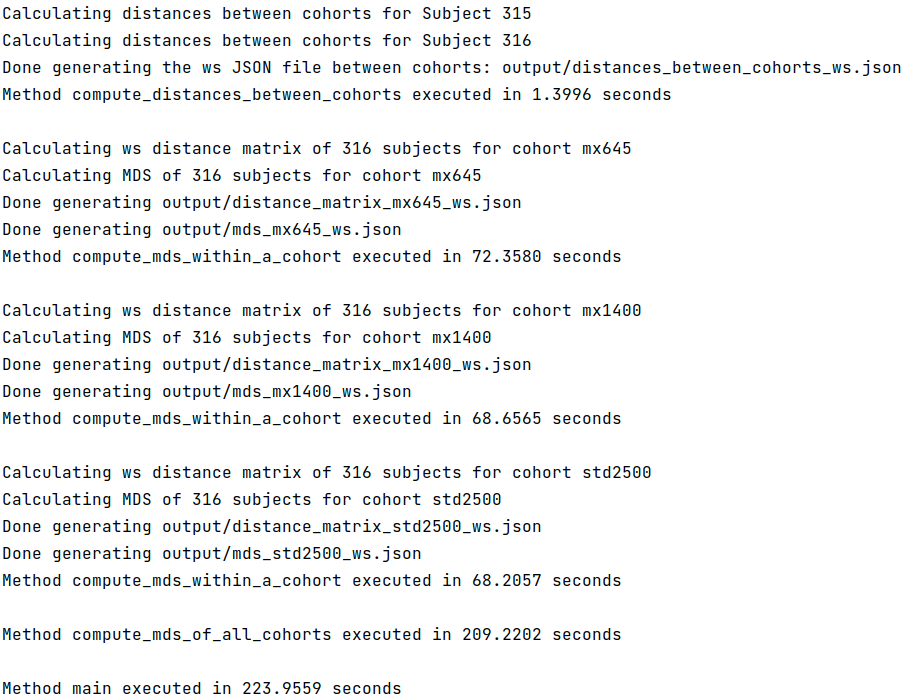 Calculating distances between cohorts for Subject 315
Calculating distances between cohorts for Subject 316
Done generating the ws JSON file between cohorts: output/distances_between_cohorts_ws.json
Method compute_distances_between_cohorts executed in 1.3996 seconds
Calculating ws distance matrix of 316 subjects for cohort mx645
Calculating MDS of 316 subjects for cohort mx645
Done generating output/distance_matrix_mx645_ws.json
Done generating output/mds_mx645_ws.json
Method compute_mds_within_a_cohort executed in 72.3580 seconds
Calculating ws distance matrix of 316 subjects for cohort mx1400
Calculating MDS of 316 subjects for cohort mx1400
Done generating output/distance_matrix_mx1400_ws.json
Done generating output/mds_mx1400_ws.json
Method compute_mds_within_a_cohort executed in 68.6565 seconds
Calculating ws distance matrix of 316 subjects for cohort std2500
Calculating MDS of 316 subjects for cohort std2500
Done generating output/distance_matrix_std2500_ws.json
Done generating output/mds_std2500_ws.json
Method compute_mds_within_a_cohort executed in 68.2057 seconds
Method compute_mds_of_all_cohorts executed in 209.2202 seconds
Method main executed in 223.9559 seconds